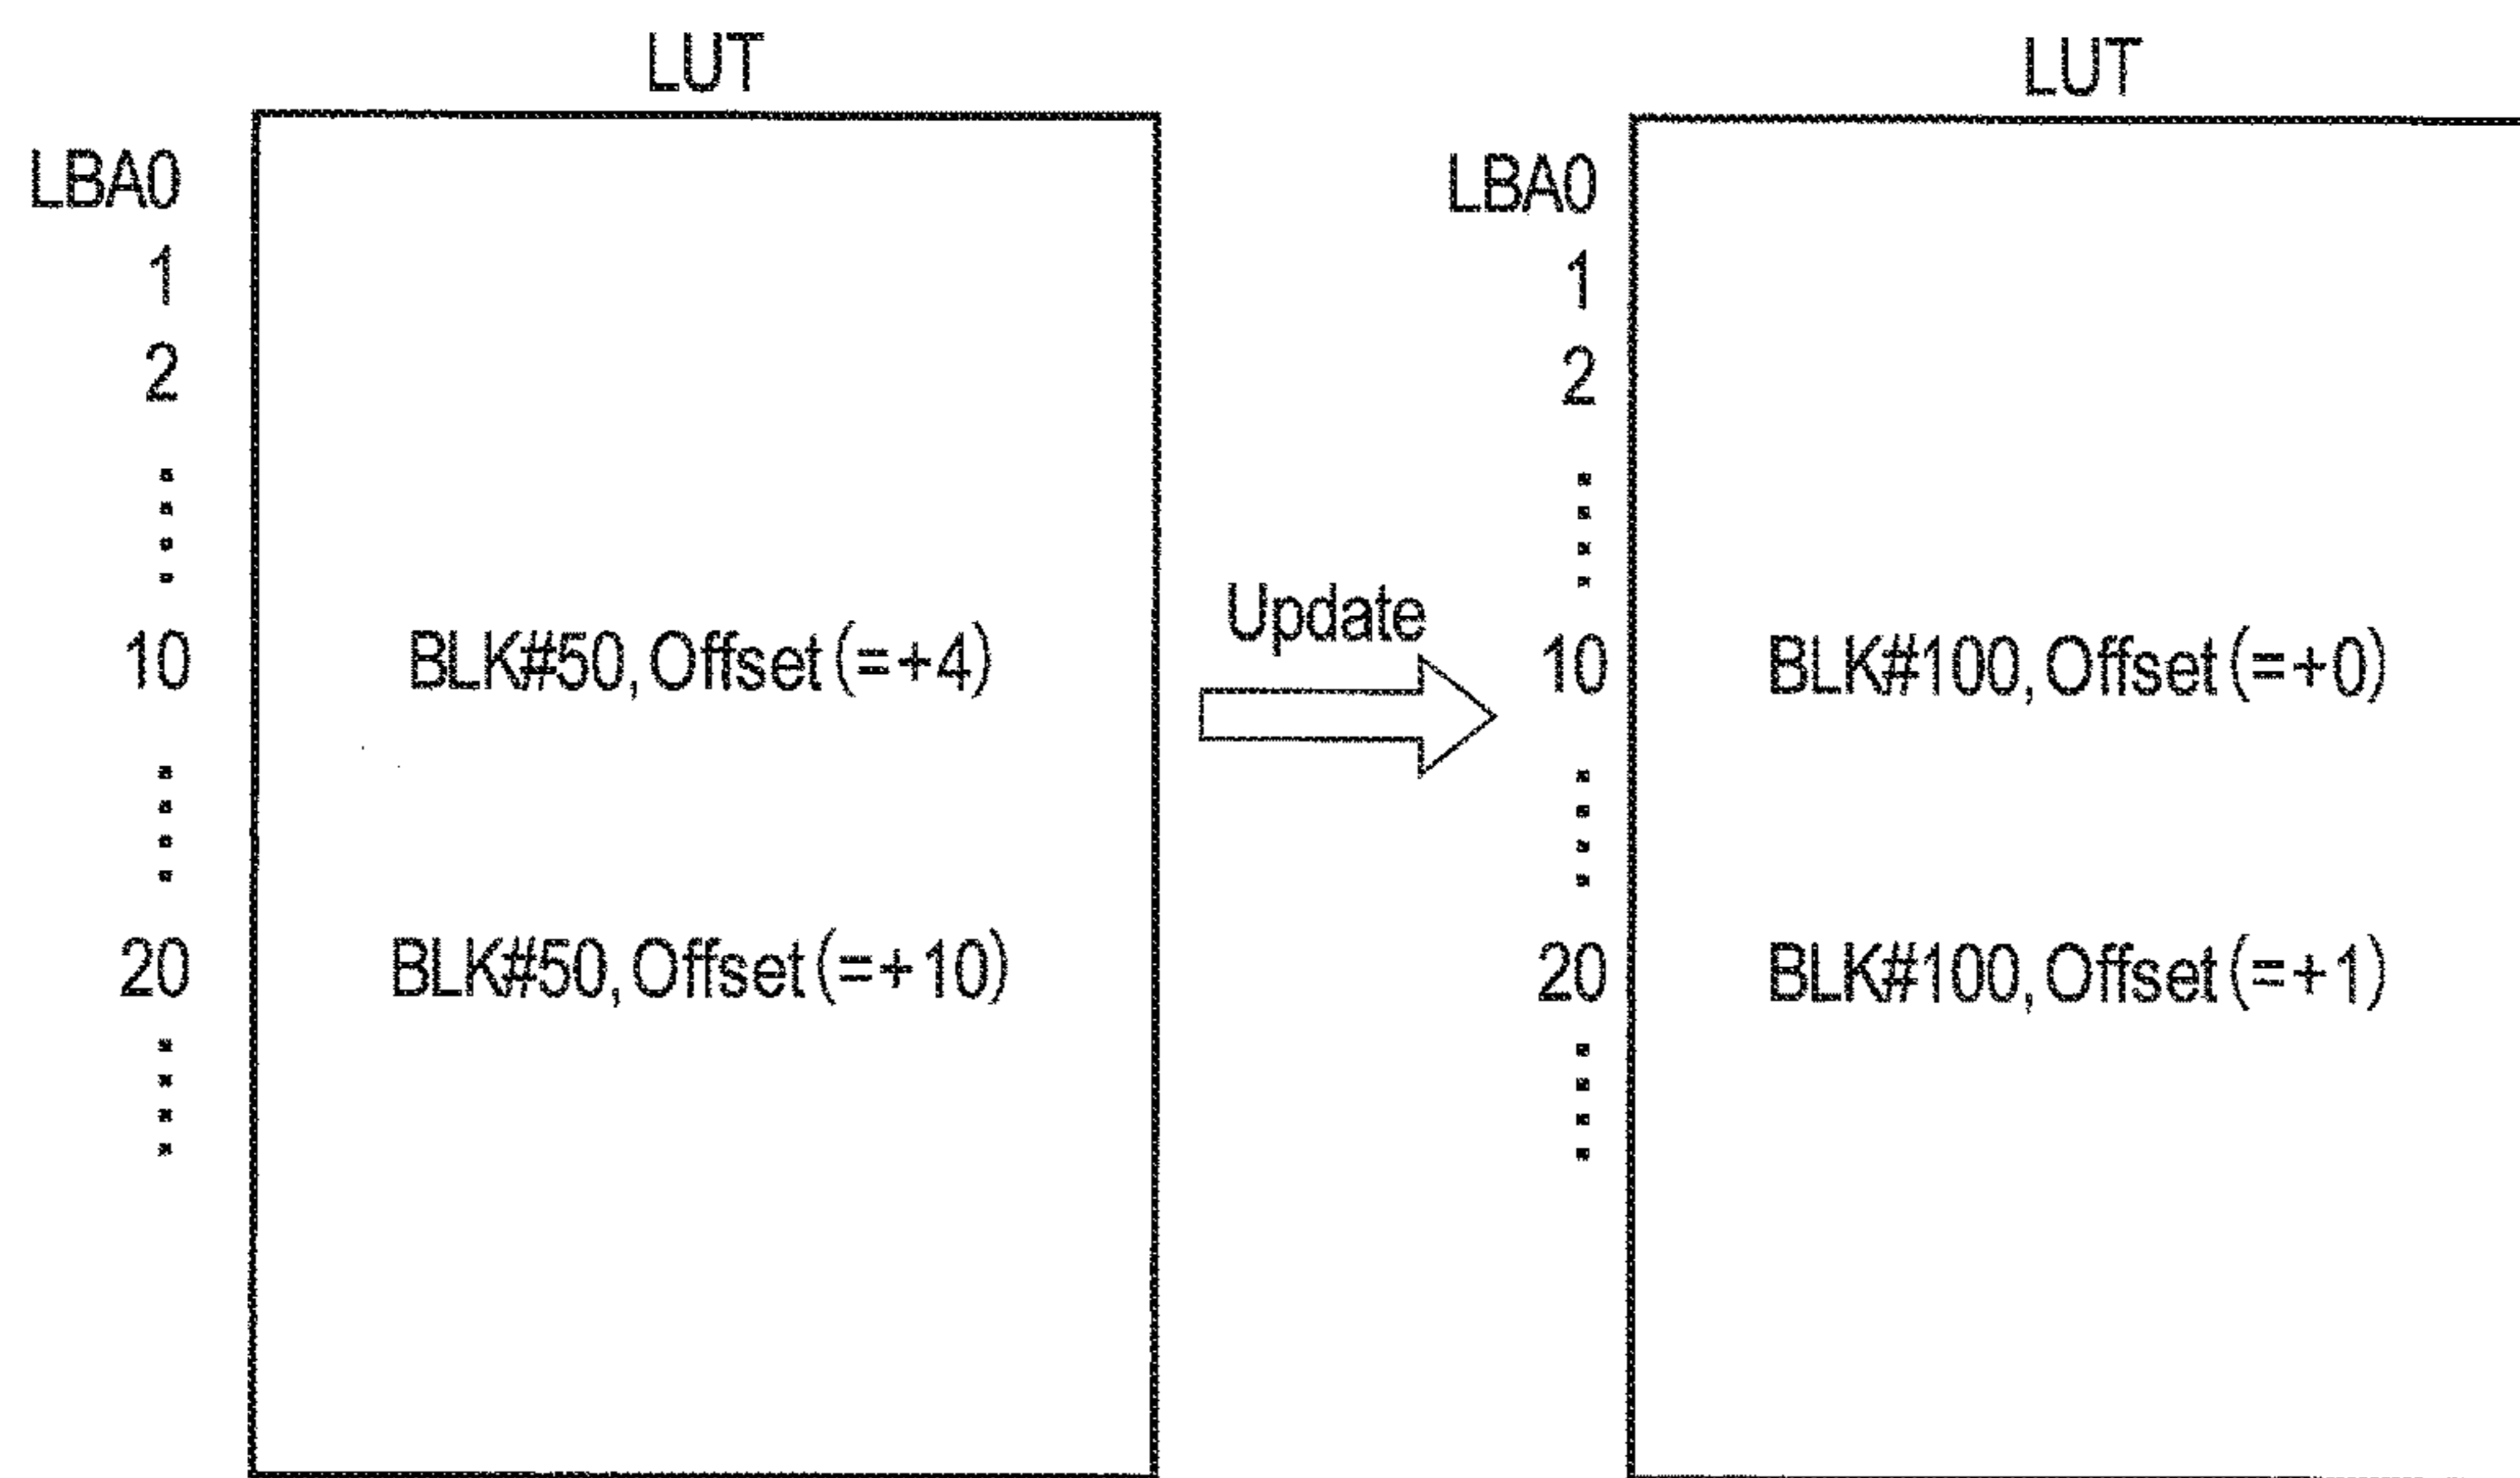 LUT
LBA0
1
2
10 BLK#50, Offset (=+4)
20 BLK#50, Offset (=+10)
Update
LUT
LBA0
1
2
10 BLK#100, Offset (=+0)
20 BLK#100, Offset (=+1)